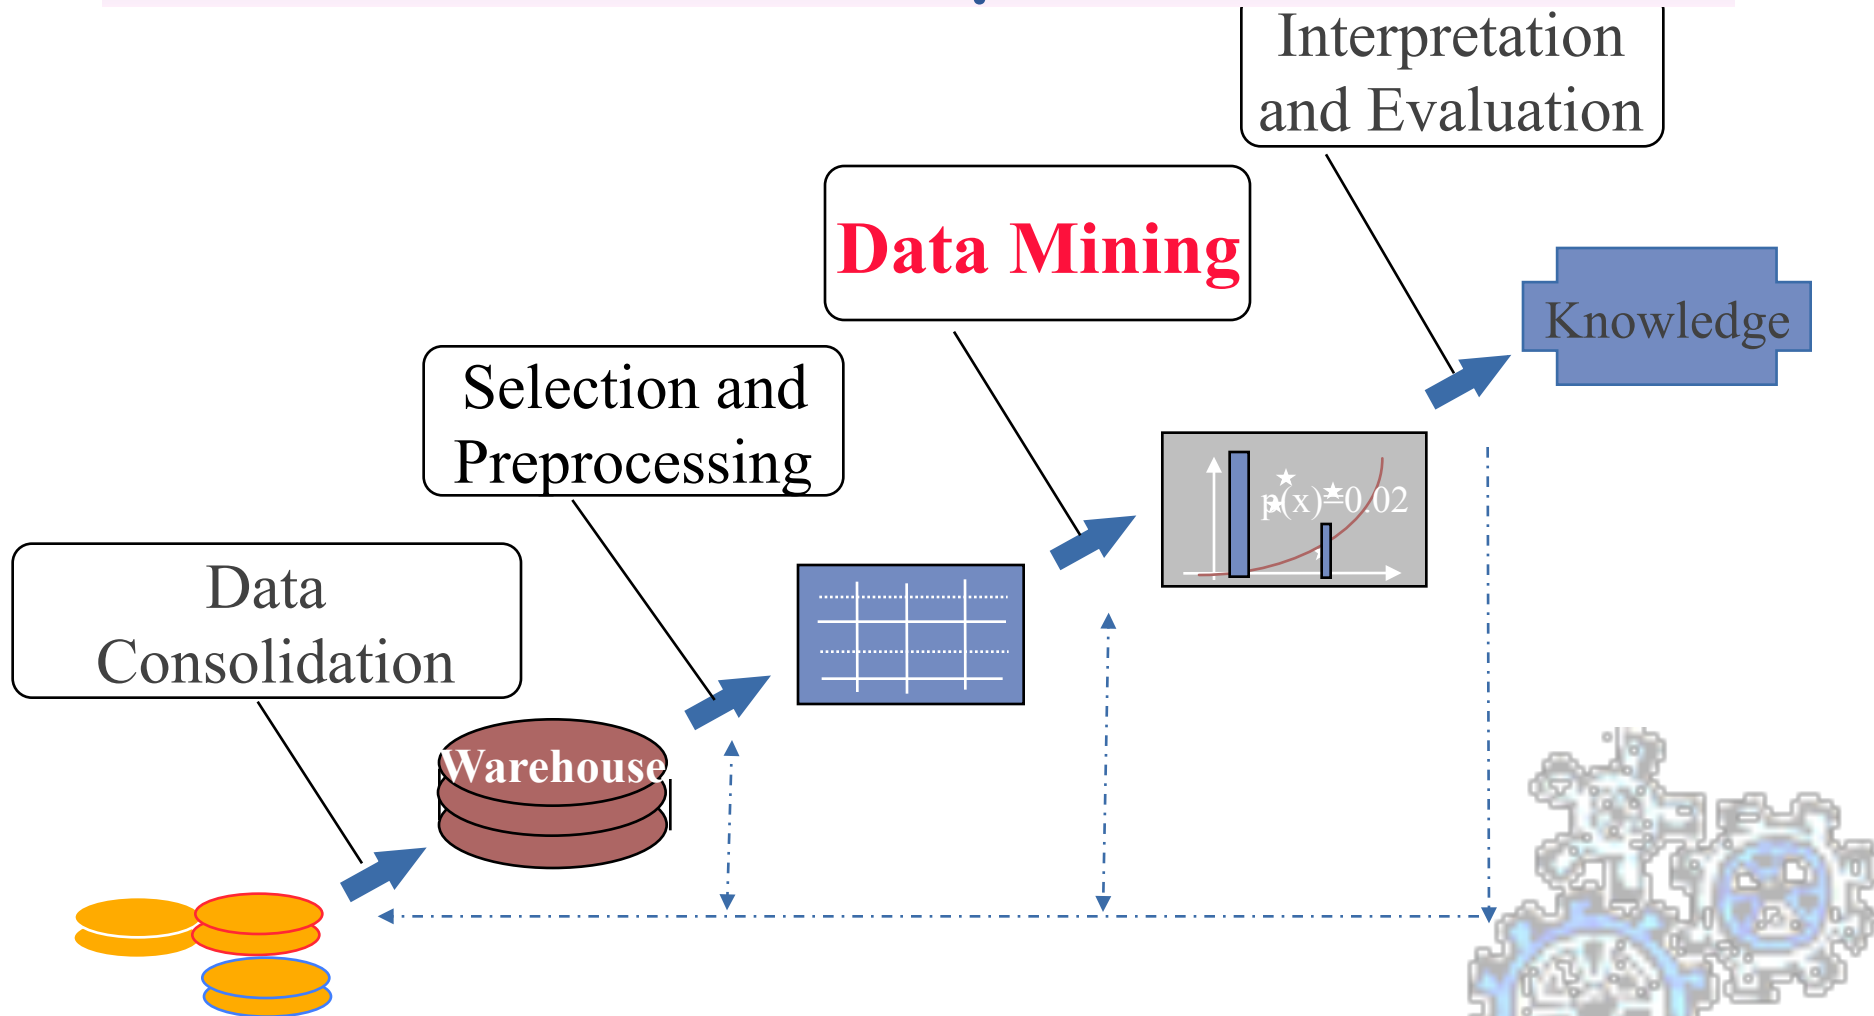 Interpretation
and Evaluation
Data Mining
Knowledge
Selection and
Preprocessing
p(x)=0.02
Data
Consolidation
Warehouse